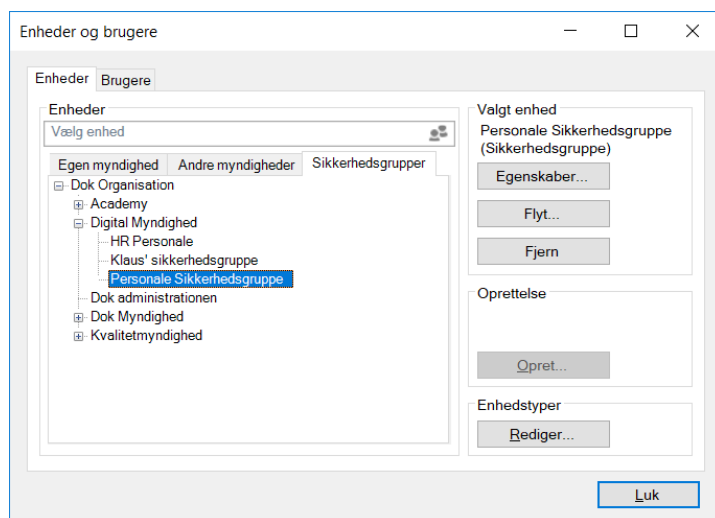 Enheder og brugere
Enheder Brugere
Enheder
Vælg enhed
Egen myndighed Andre myndigheder Sikkerhedsgrupper
Dok Organisation
Academy
Digital Myndighed
HR Personale
Klaus' sikkerhedsgruppe
Personale Sikkerhedsgruppe
Dok administrationen
Dok Myndighed
Kvalitetmyndighed
Valgt enhed
Personale Sikkerhedsgruppe
(Sikkerhedsgruppe)
Egenskaber...
Flyt...
Fjern
Oprettelse
Opret...
Enhedstyper
Rediger...
Luk